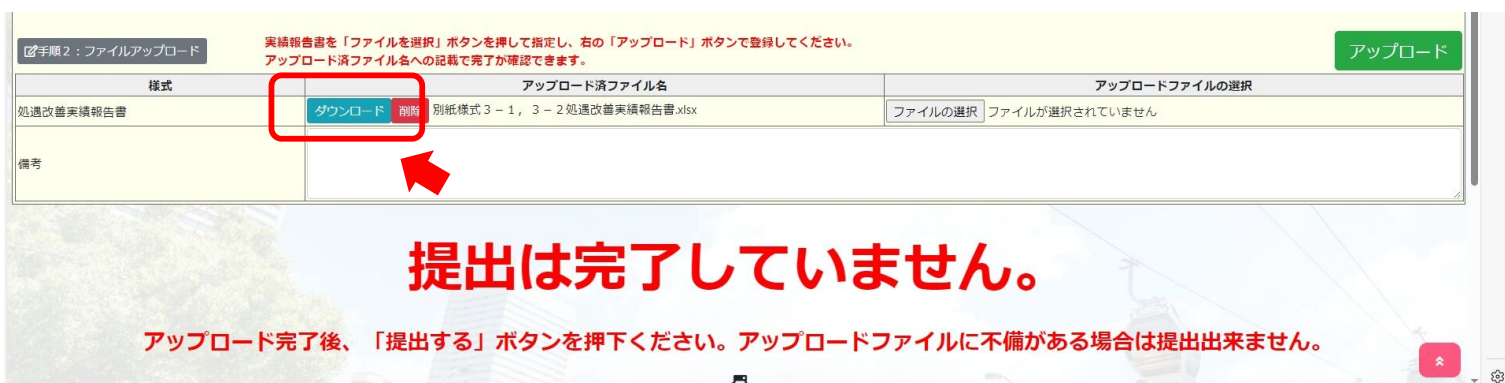 手順２：ファイルアップロード
実績報告書を「ファイルを選択」ボタンを押して指定し、右の「アップロード」ボタンで登録してください。
アップロード済ファイル名への記載で完了が確認できます。
アップロード
様式 アップロード済ファイル名 アップロードファイルの選択
処遇改善実績報告書 ダウンロード 削除 別紙様式３－１，３－２処遇改善実績報告書.xlsx ファイルの選択 ファイルが選択されていません
備考
提出は完了していません。
アップロード完了後、「提出する」ボタンを押下ください。アップロードファイルに不備がある場合は提出出来ません。